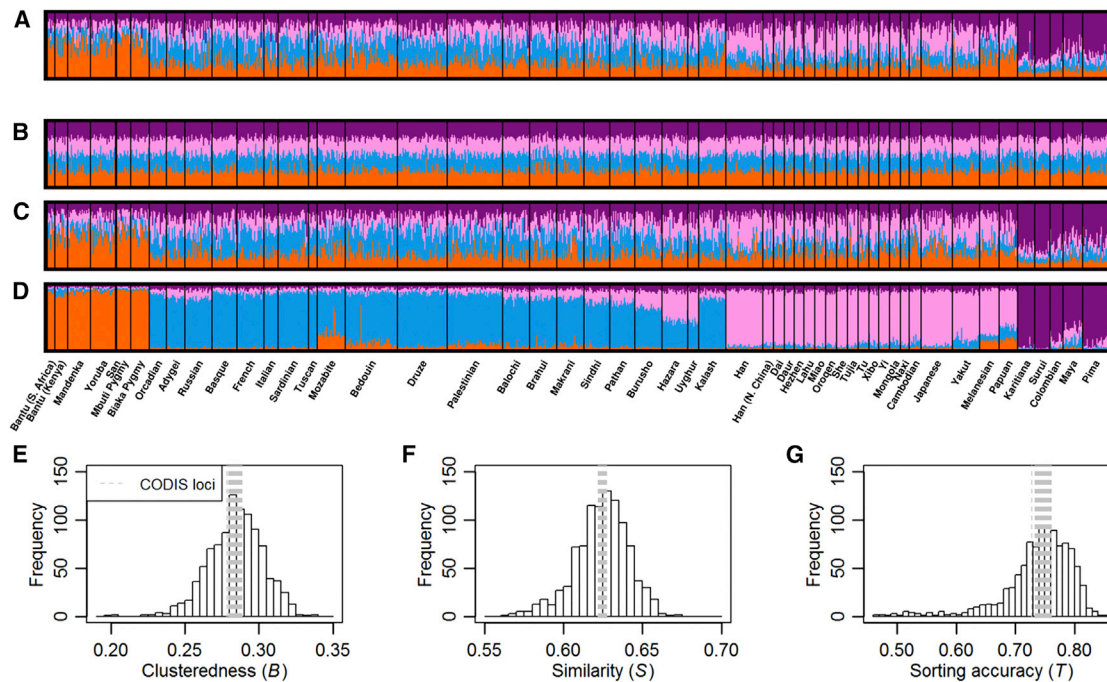 A
B
C
D
Bantu (S. Africa)
Bantu (Kenya)
Mandenka
Yoruba
San
Mbuti Pygmy
Biaka Pygmy
Orcadian
Adygei
Russian
Basque
French
Italian
Sardinian
Tuscan
Mozabite
Bedouin
Druze
Palestinian
Balochi
Brahui
Makrani
Sindhi
Pathan
Burusho
Hazara
Uyghur
Kalash
Han
Han (N. China)
Dai
Daur
Hezhen
Lahu
Miao
Oroqen
She
Tujia
Tu
Xibo
Yi
Mongola
Naxi
Cambodian
Japanese
Yakut
Melanesian
Papuan
Karitiana
Surui
Colombian
Maya
Pima
E
CODIS loci
Frequency
150
100
50
0
0.20 0.25 0.30 0.35
Clusteredness (B)
F
Frequency
150
100
50
0
0.55 0.60 0.65 0.70
Similarity (S)
G
Frequency
150
100
50
0
0.50 0.60 0.70 0.80
Sorting accuracy (T)